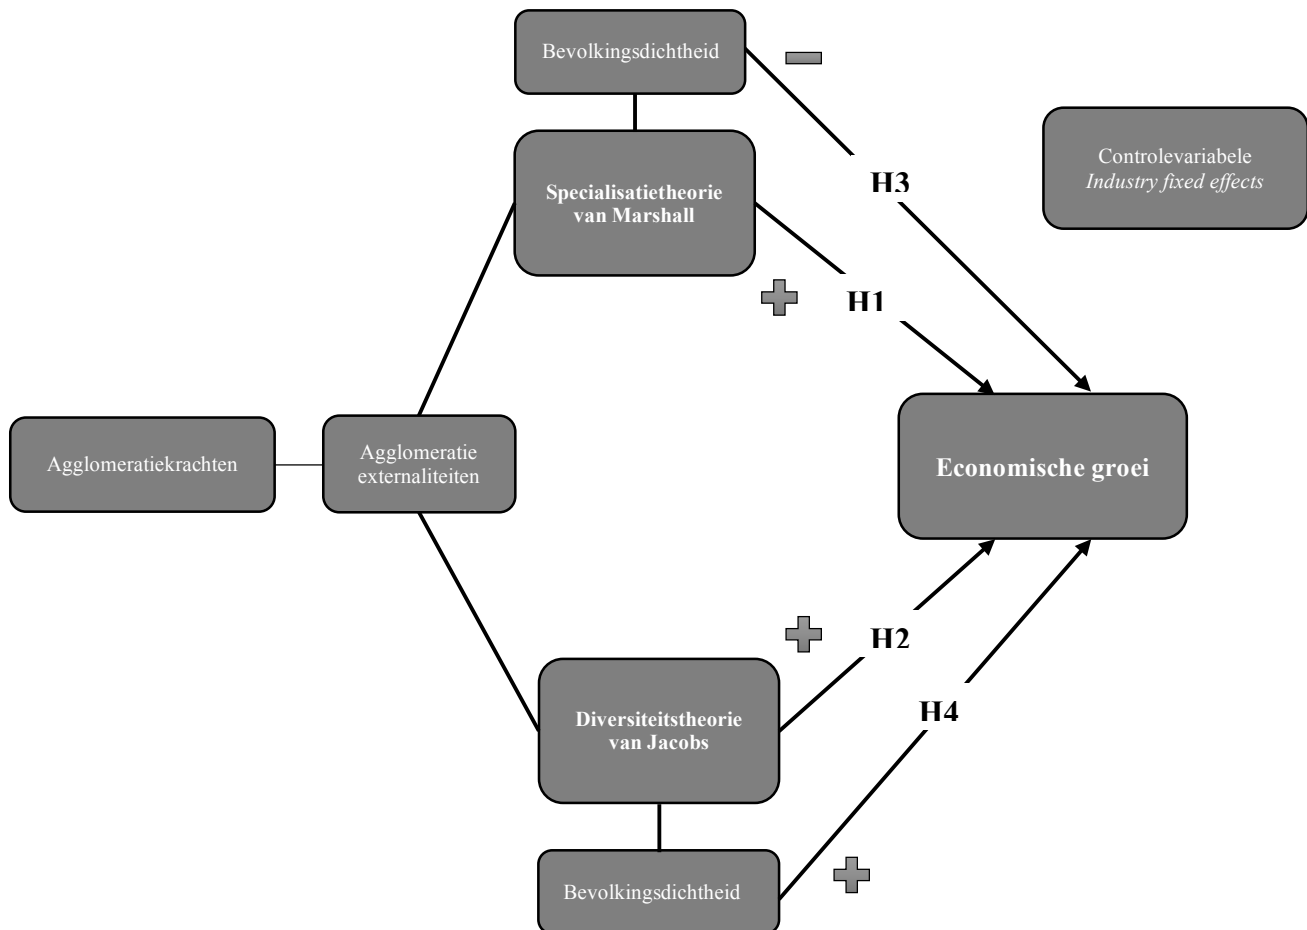 Bevolkingsdichtheid
Specialisatietheorie
van Marshall
H3
H1
Controlevariabele
Industry fixed effects
Agglomeratiekrachten
Agglomeratie
externaliteiten
Economische groei
H2
H4
Diversiteitstheorie
van Jacobs
Bevolkingsdichtheid